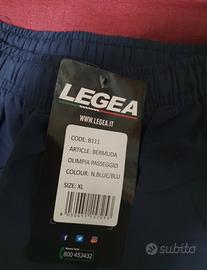 LEGEA
WWW.LEGEA.IT
CODE: B111
ARTICLE: BERMUDA
OLIMPIA PASSEGGIO
COLOUR: N.BLUE/BLU
SIZE: XL
800 453432
subito